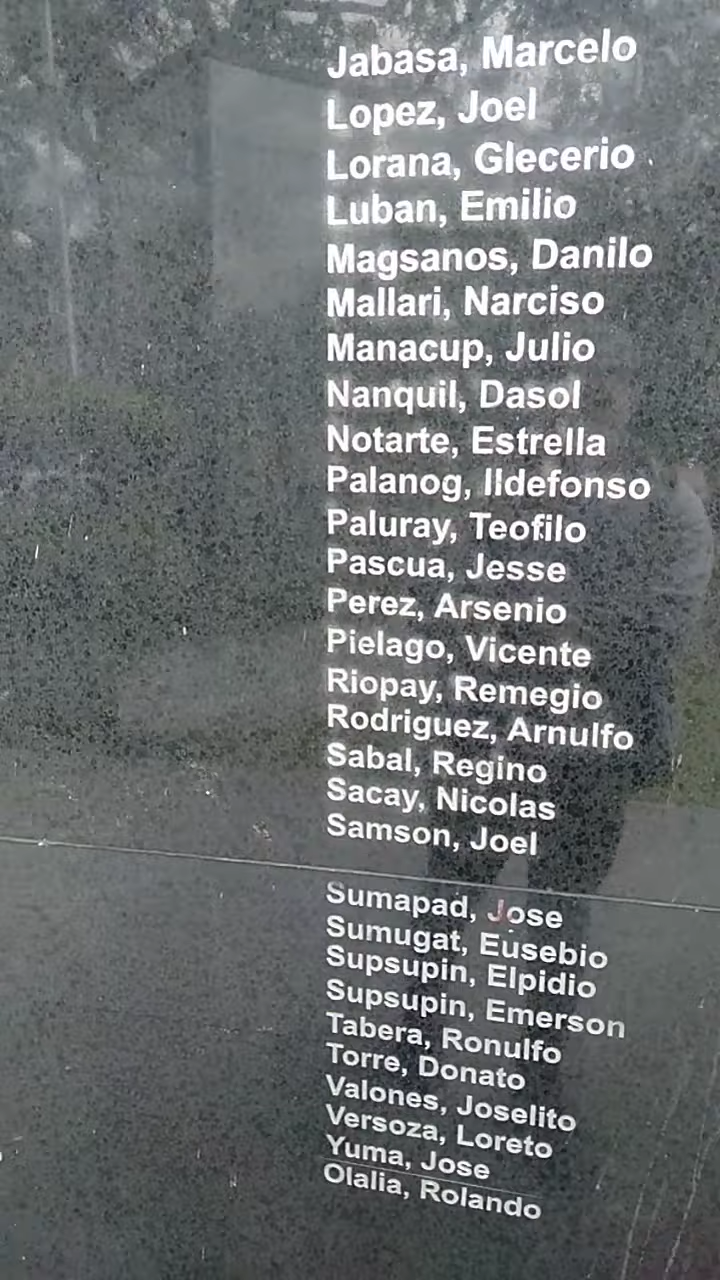 Jabasa, Marcelo
Lopez, Joel
Lorana, Glecerio
Luban, Emilio
Magsanos, Danilo
Mallari, Narciso
Manacup, Julio
Nanquil, Dasol
Notarte, Estrella
Palanog, Ildefonso
Paluray, Teofilo
Pascua, Jesse
Perez, Arsenio
Pielago, Vicente
Riopay, Remegio
Rodriguez, Arnulfo
Sabal, Regino
Sacay, Nicolas
Samson, Joel
Sumapad, Jose
Sumugat, Eusebio
Supsupin, Elpidio
Supsupin, Emerson
Tabera, Ronulfo
Torre, Donato
Valones, Joselito
Versoza, Loreto
Yuma, Jose
Olalia, Rolando